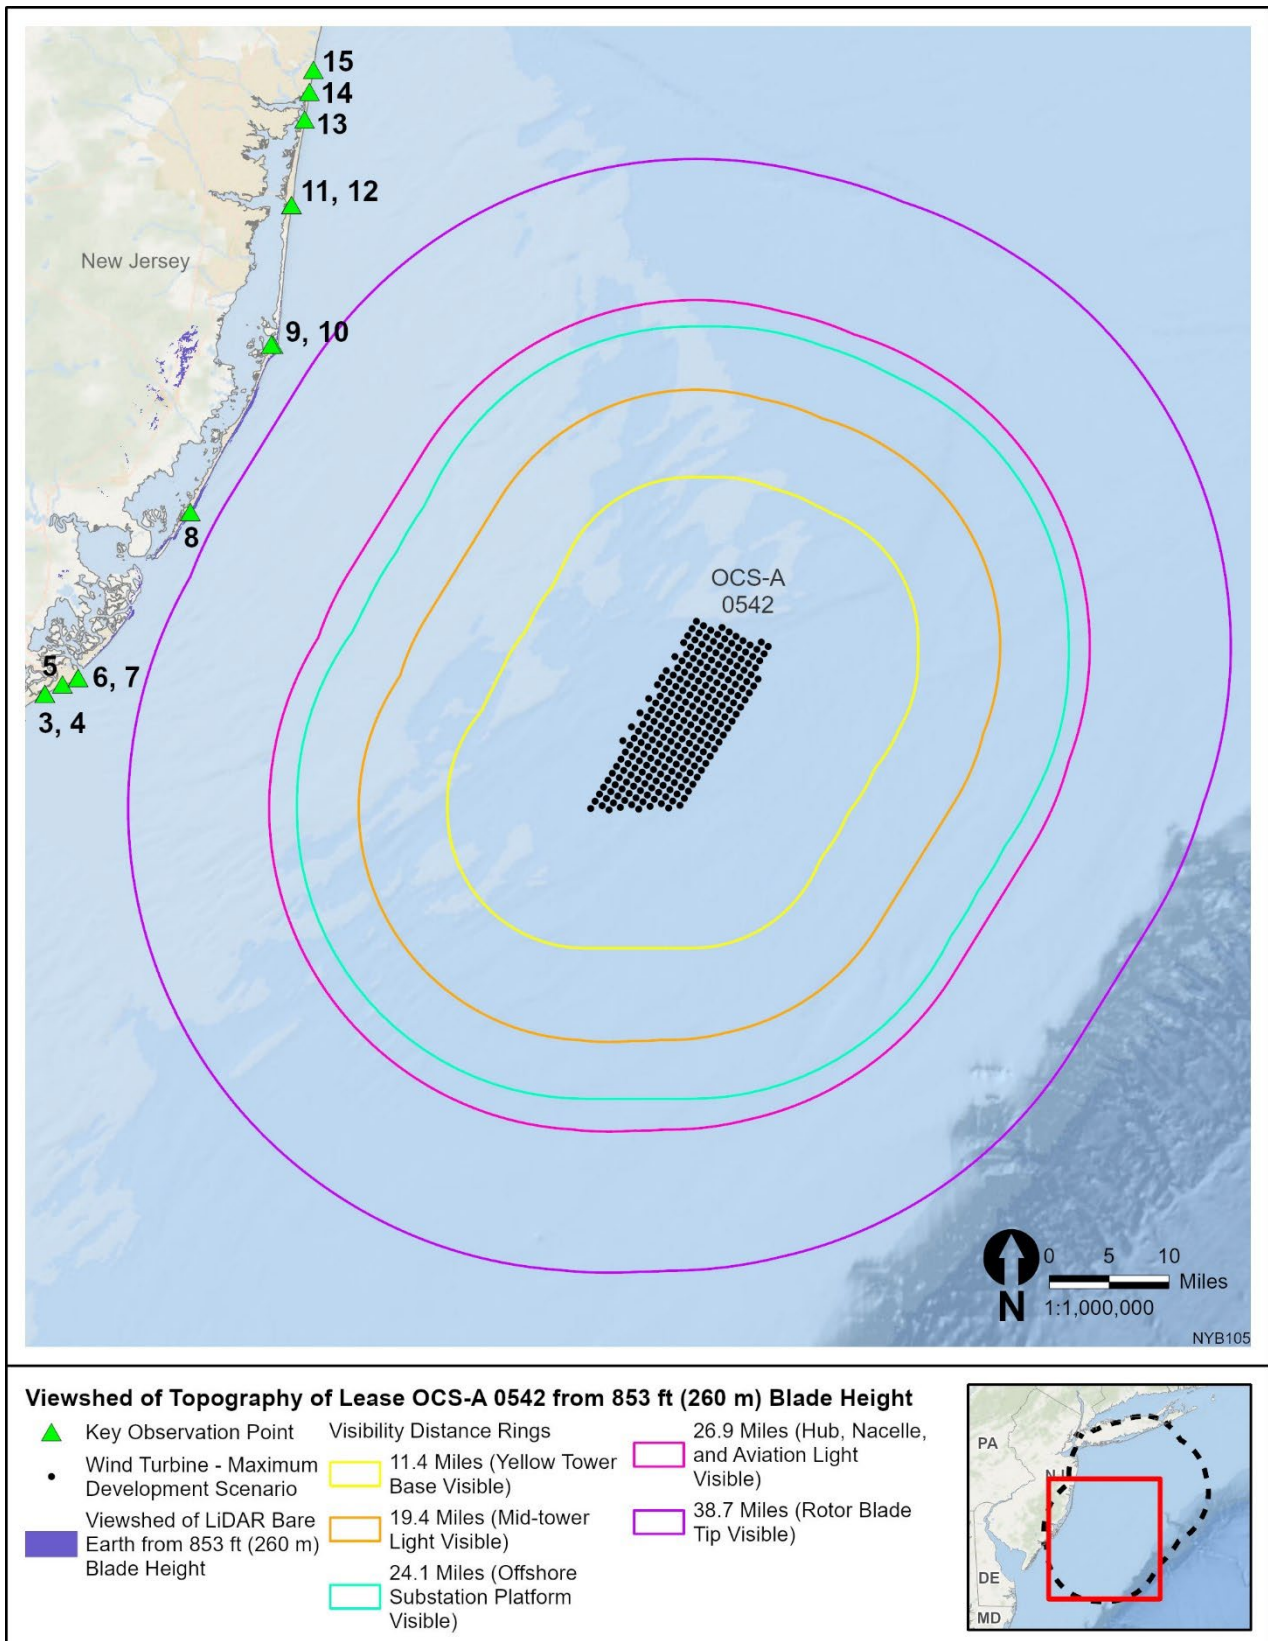 15
14
13
11, 12
New Jersey
9, 10
8
OCS-A
0542
5
6, 7
3, 4
0 5 10
Miles
N
1:1,000,000
NYB105
Viewshed of Topography of Lease OCS-A 0542 from 853 ft (260 m) Blade Height
Key Observation Point
Wind Turbine - Maximum
Development Scenario
Viewshed of LiDAR Bare
Earth from 853 ft (260 m)
Blade Height
Visibility Distance Rings
11.4 Miles (Yellow Tower
Base Visible)
19.4 Miles (Mid-tower
Light Visible)
24.1 Miles (Offshore
Substation Platform
Visible)
26.9 Miles (Hub, Nacelle,
and Aviation Light
Visible)
38.7 Miles (Rotor Blade
Tip Visible)
PA
NJ
DE
MD